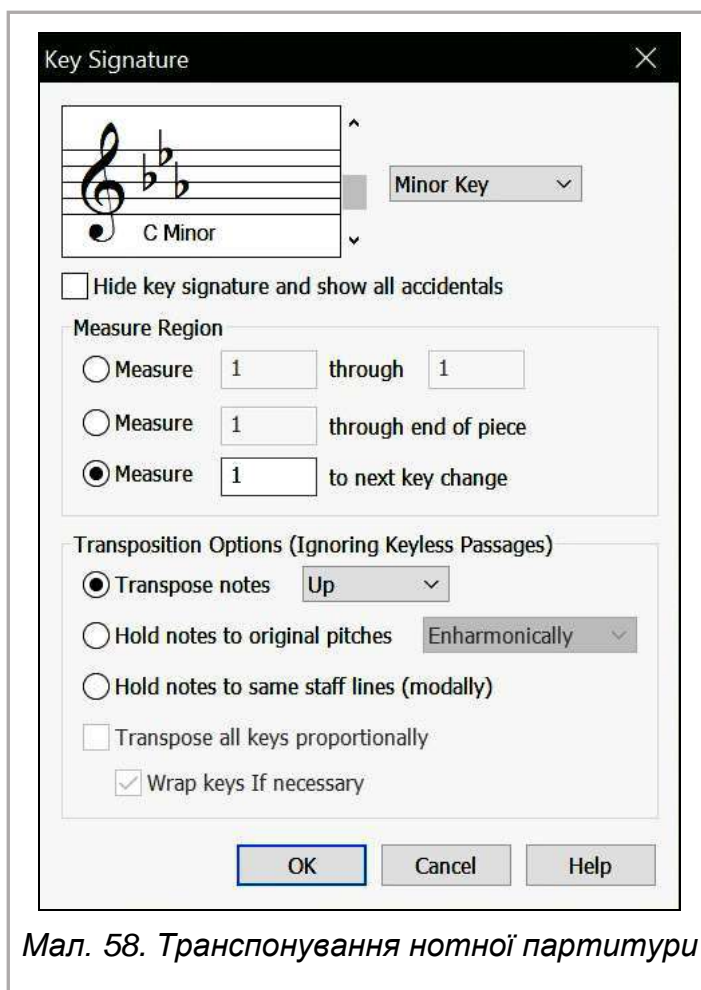 Key Signature
Minor Key
C Minor
Hide key signature and show all accidentals
Measure Region
Measure 1 through 1
Measure 1 through end of piece
Measure 1 to next key change
Transposition Options (Ignoring Keyless Passages)
Transpose notes Up
Hold notes to original pitches Enharmonically
Hold notes to same staff lines (modally)
Transpose all keys proportionally
Wrap keys If necessary
OK Cancel Help
Мал. 58. Транспонування нотної партитури